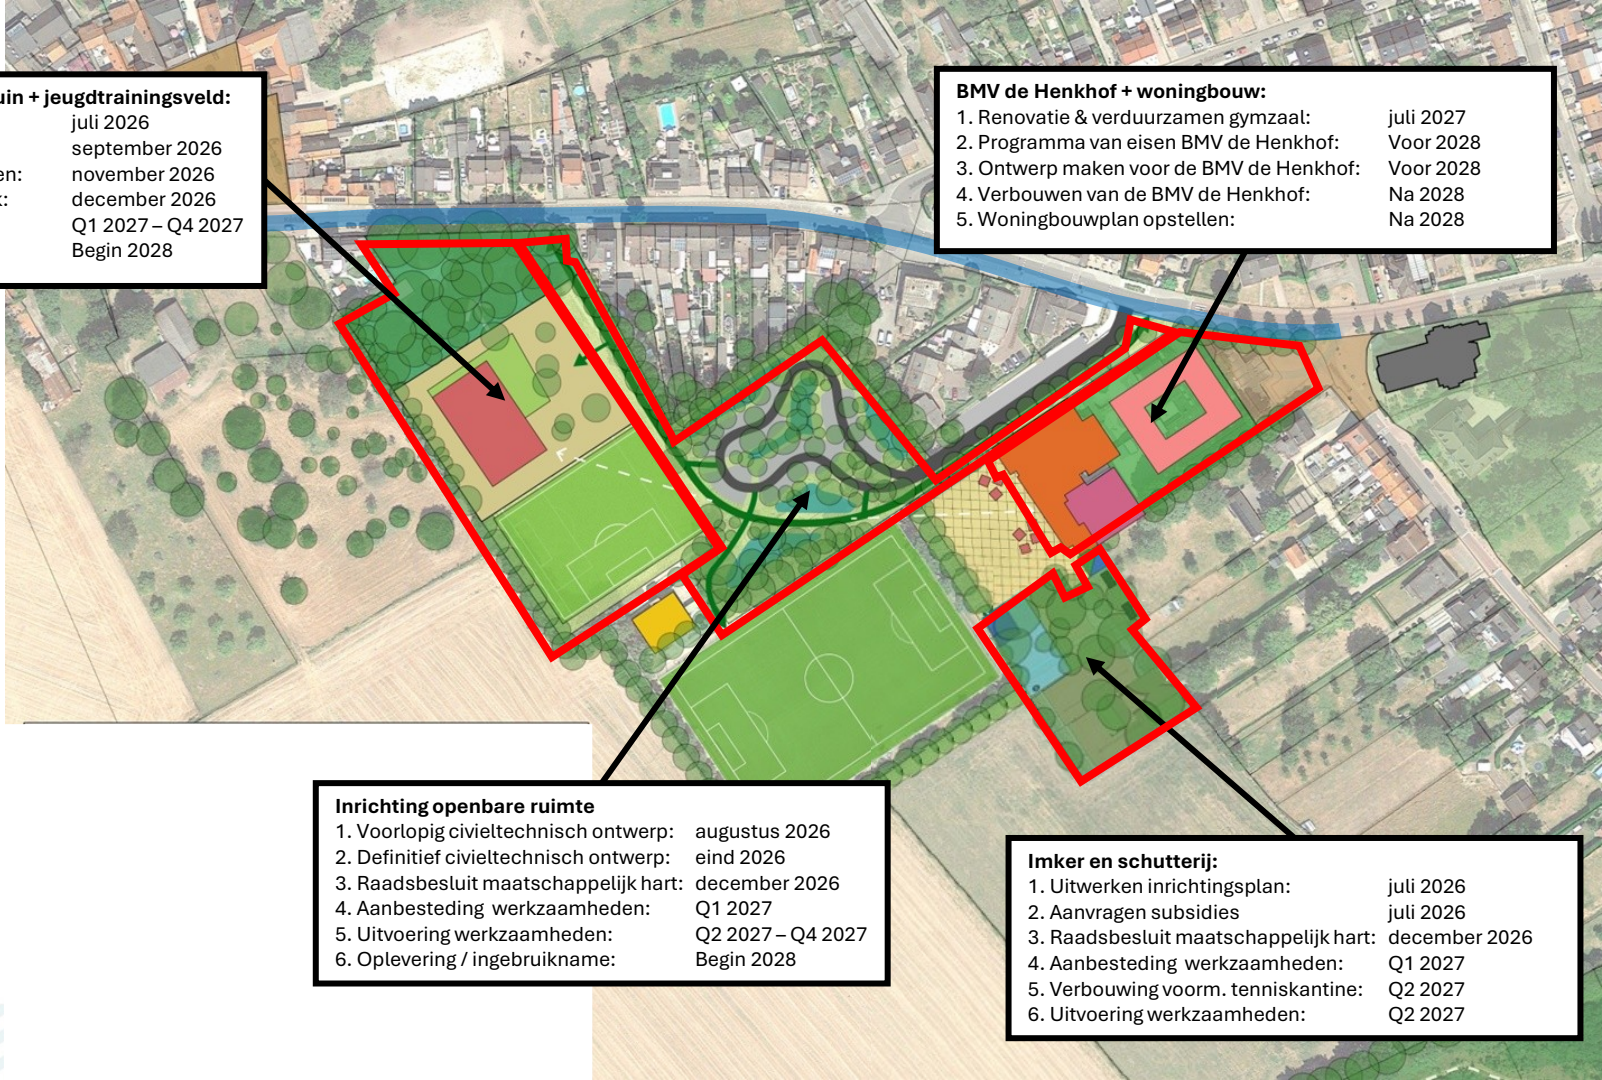 uin + jeugdtrainingsveld:
juli 2026
september 2026
en: november 2026
k: december 2026
Q1 2027 – Q4 2027
Begin 2028
BMV de Henkhof + woningbouw:
1. Renovatie & verduurzamen gymzaal: juli 2027
2. Programma van eisen BMV de Henkhof: Voor 2028
3. Ontwerp maken voor de BMV de Henkhof: Voor 2028
4. Verbouwen van de BMV de Henkhof: Na 2028
5. Woningbouwplan opstellen: Na 2028
Inrichting openbare ruimte
1. Voorlopig civieltechnisch ontwerp: augustus 2026
2. Definitief civieltechnisch ontwerp: eind 2026
3. Raadsbesluit maatschappelijk hart: december 2026
4. Aanbesteding werkzaamheden: Q1 2027
5. Uitvoering werkzaamheden: Q2 2027 – Q4 2027
6. Oplevering / ingebruikname: Begin 2028
Imker en schutterij:
1. Uitwerken inrichtingsplan: juli 2026
2. Aanvragen subsidies juli 2026
3. Raadsbesluit maatschappelijk hart: december 2026
4. Aanbesteding werkzaamheden: Q1 2027
5. Verbouwing voorm. tenniskantine: Q2 2027
6. Uitvoering werkzaamheden: Q2 2027